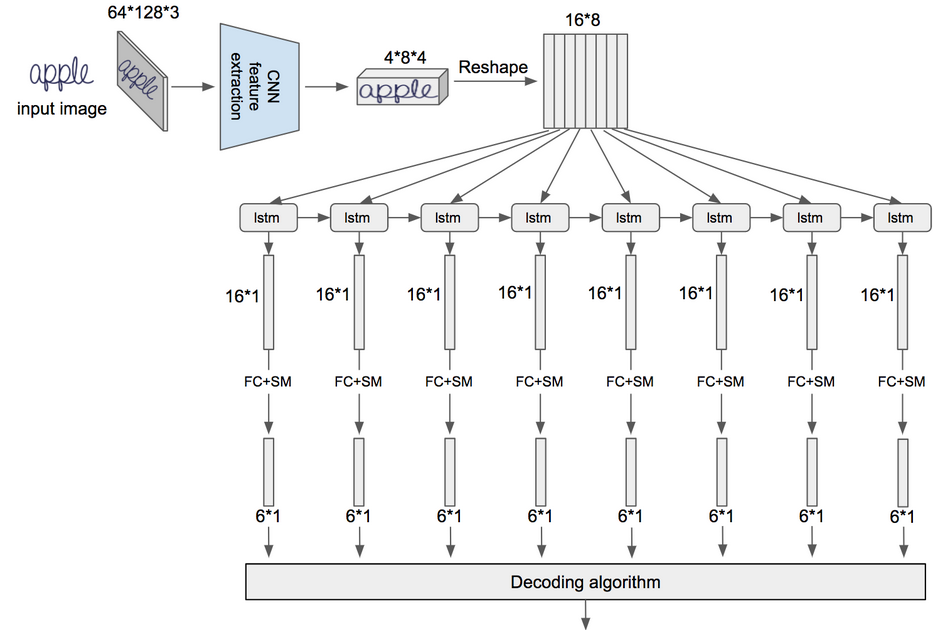 64*128*3
apple
input image
apple
CNN
feature
extraction
4*8*4
apple
Reshape
16*8
lstm lstm lstm lstm lstm lstm lstm lstm
16*1 16*1 16*1 16*1 16*1 16*1 16*1 16*1
FC+SM FC+SM FC+SM FC+SM FC+SM FC+SM FC+SM FC+SM
6*1 6*1 6*1 6*1 6*1 6*1 6*1 6*1
Decoding algorithm